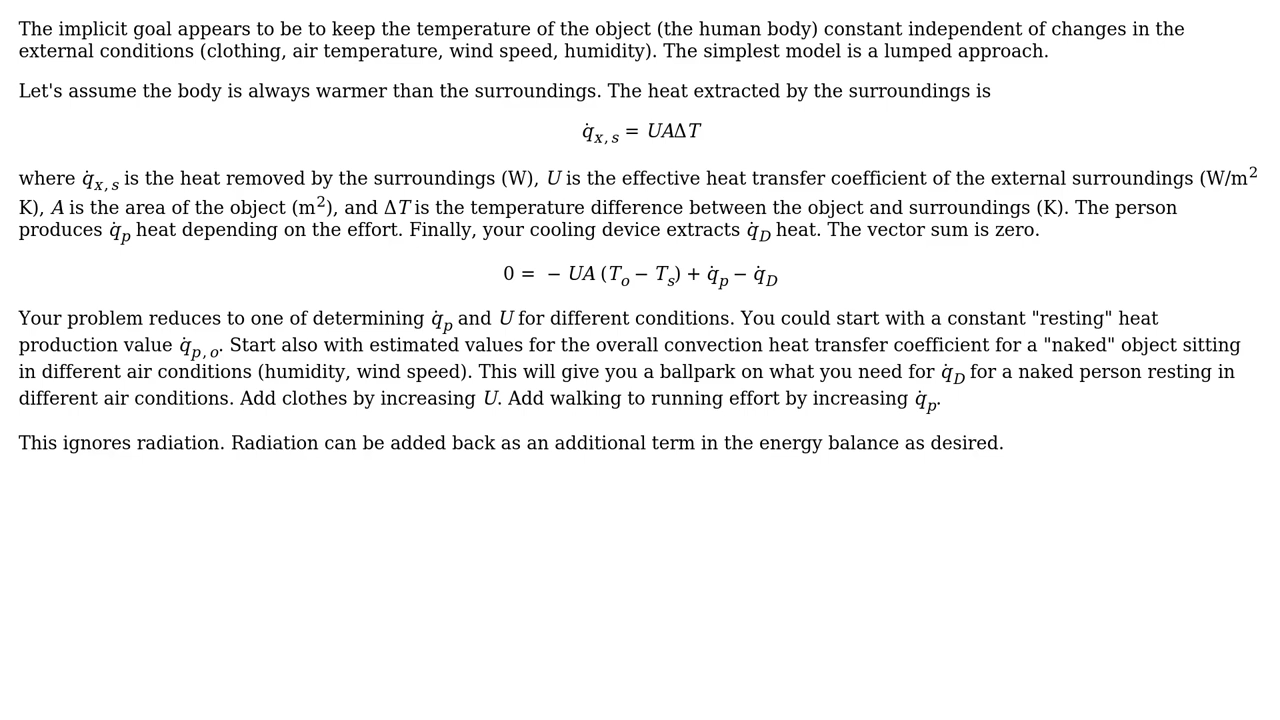 The implicit goal appears to be to keep the temperature of the object (the human body) constant independent of changes in the
external conditions (clothing, air temperature, wind speed, humidity). The simplest model is a lumped approach.
Let's assume the body is always warmer than the surroundings. The heat extracted by the surroundings is
q̇_{x,s} = UAΔT
where q̇_{x,s} is the heat removed by the surroundings (W), U is the effective heat transfer coefficient of the external surroundings (W/m²
K), A is the area of the object (m²), and ΔT is the temperature difference between the object and surroundings (K). The person
produces q̇_p heat depending on the effort. Finally, your cooling device extracts q̇_D heat. The vector sum is zero.
0 = − UA (T_o − T_s) + q̇_p − q̇_D
Your problem reduces to one of determining q̇_p and U for different conditions. You could start with a constant "resting" heat
production value q̇_{p,o}. Start also with estimated values for the overall convection heat transfer coefficient for a "naked" object sitting
in different air conditions (humidity, wind speed). This will give you a ballpark on what you need for q̇_D for a naked person resting in
different air conditions. Add clothes by increasing U. Add walking to running effort by increasing q̇_p.
This ignores radiation. Radiation can be added back as an additional term in the energy balance as desired.